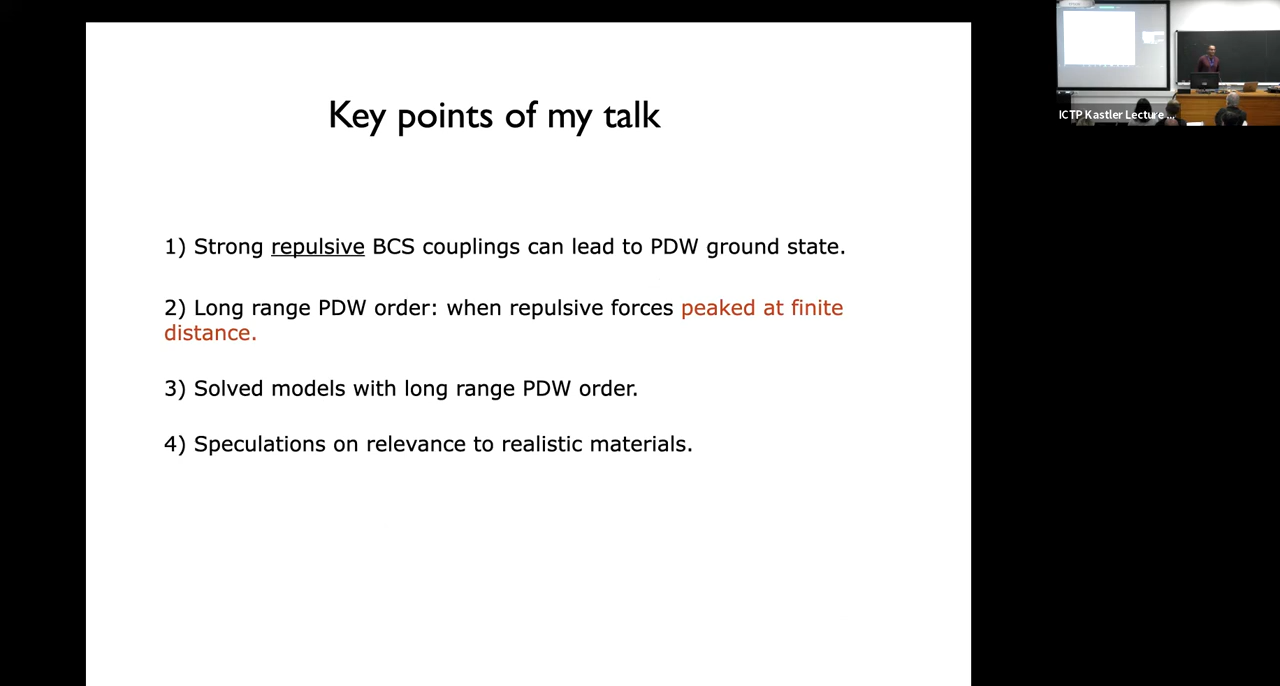 Key points of my talk
1) Strong repulsive BCS couplings can lead to PDW ground state.
2) Long range PDW order: when repulsive forces peaked at finite
distance.
3) Solved models with long range PDW order.
4) Speculations on relevance to realistic materials.
ICTP Kastler Lecture ...